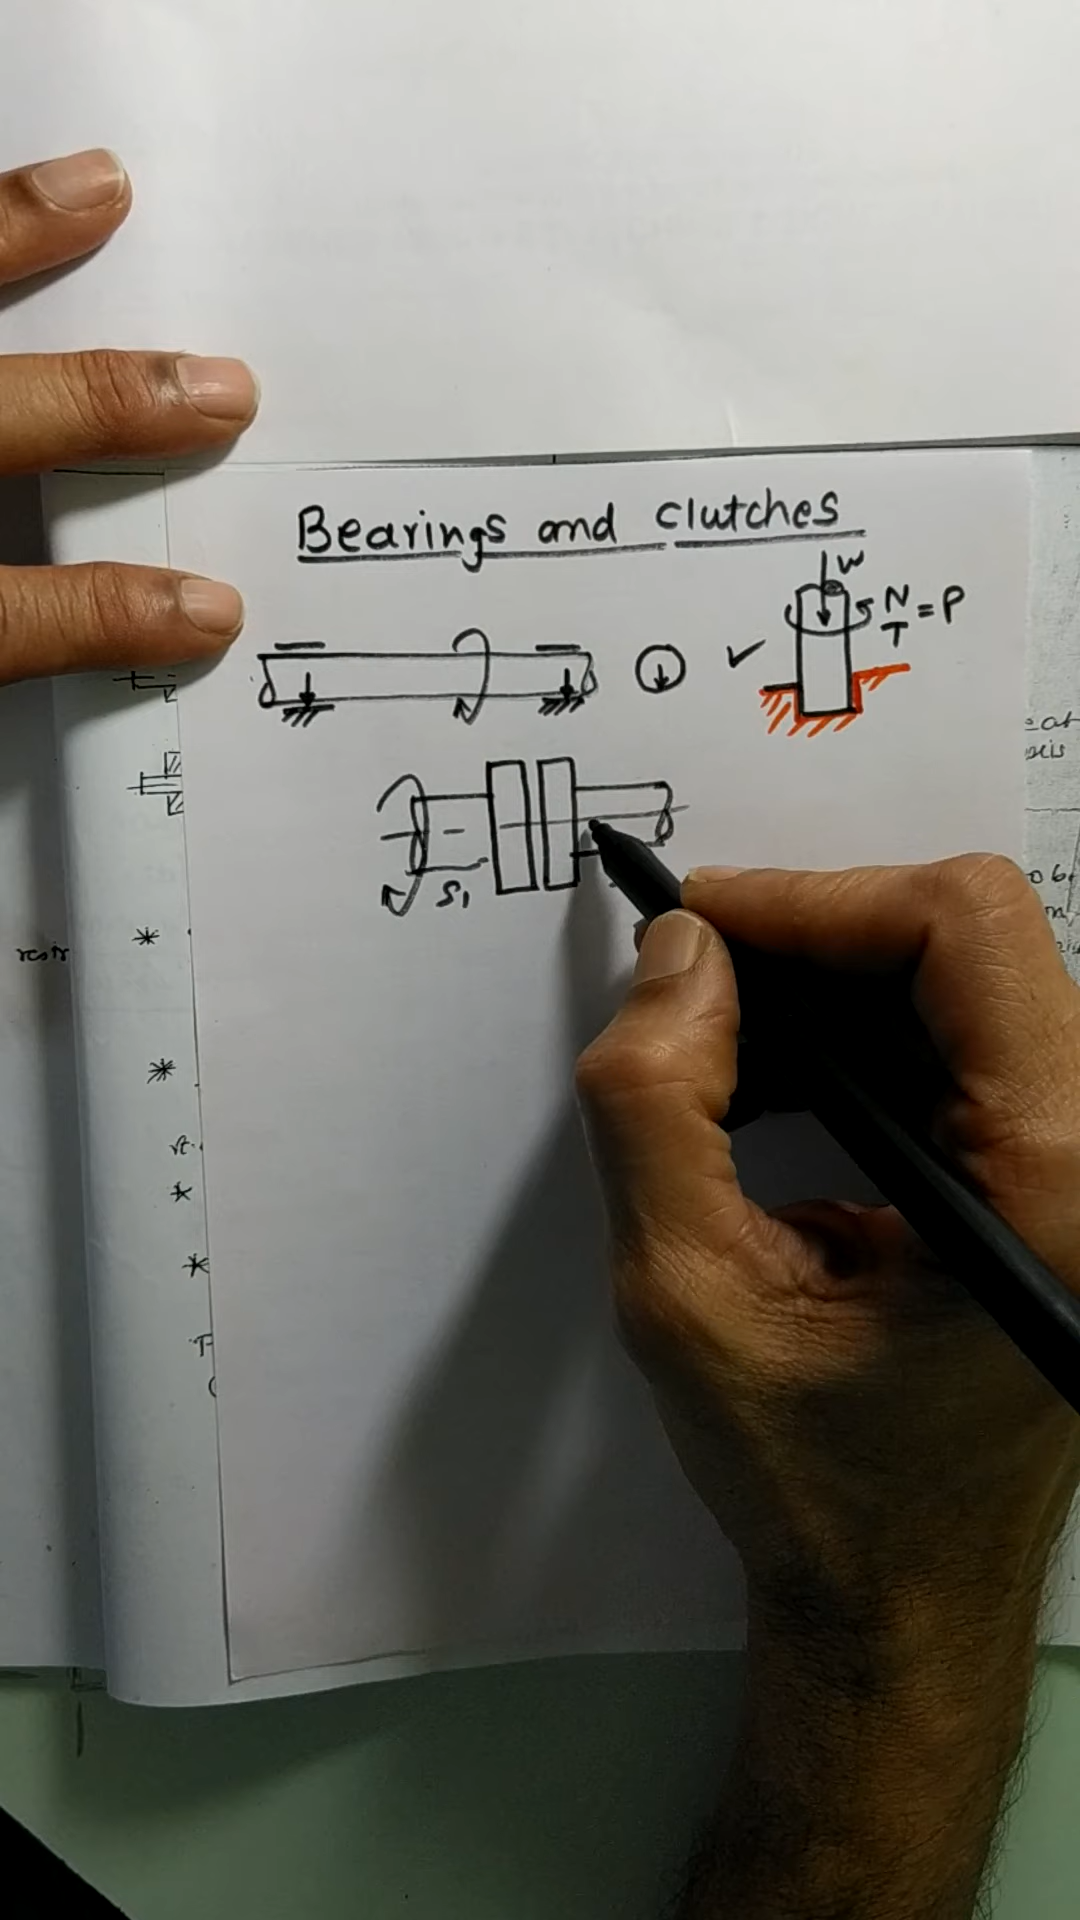 Bearings and clutches
W
N/T = P
S₁